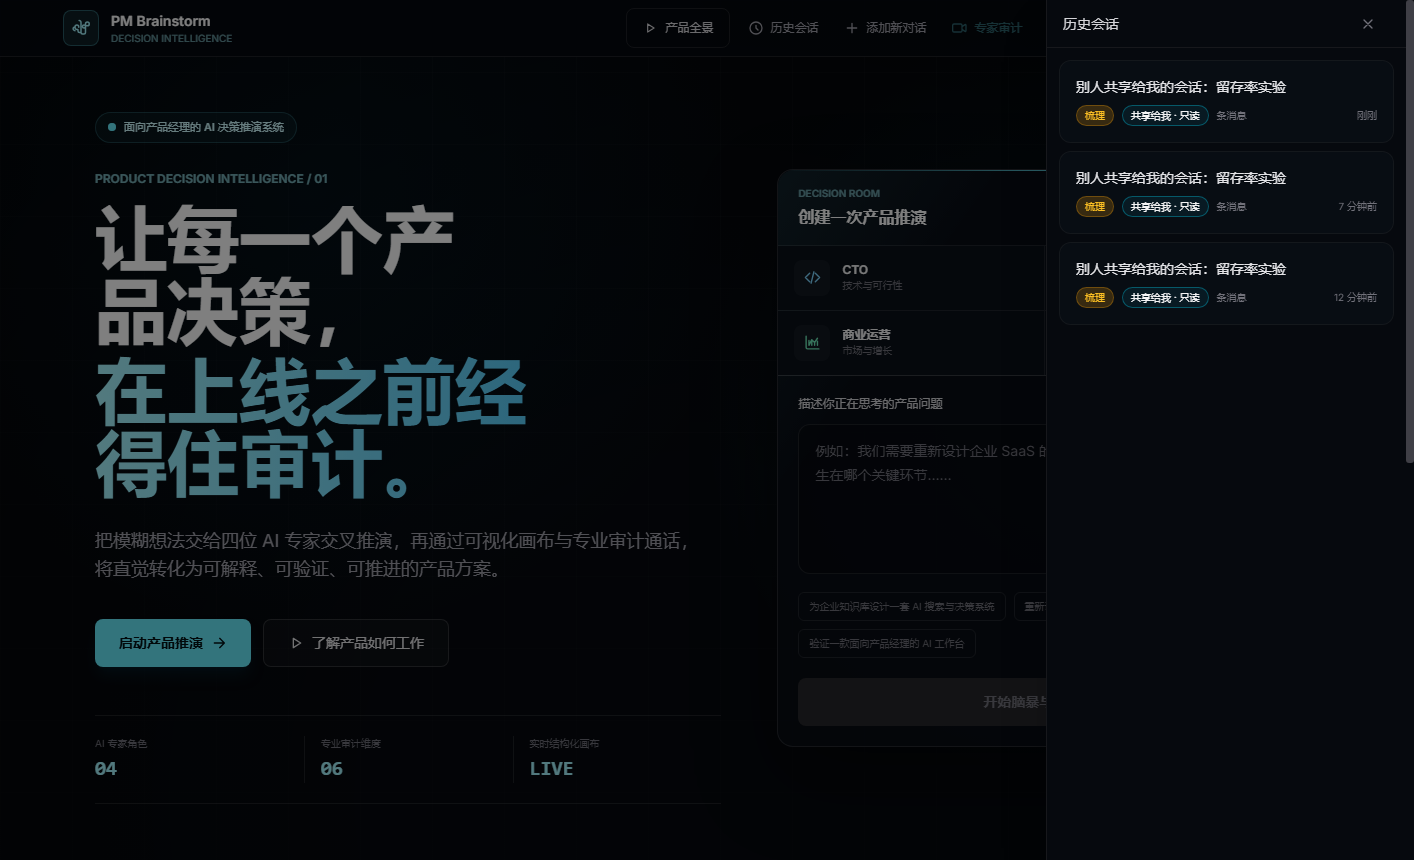 PM Brainstorm
DECISION INTELLIGENCE
产品全景
历史会话
添加新对话
专家审计
面向产品经理的 AI 决策推演系统
PRODUCT DECISION INTELLIGENCE / 01
让每一个产
品决策，
在上线之前经
得住审计。
把模糊想法交给四位 AI 专家交叉推演，再通过可视化画布与专业审计通话，
将直觉转化为可解释、可验证、可推进的产品方案。
启动产品推演
了解产品如何工作
AI 专家角色
04
专业审计维度
06
实时结构化画布
LIVE
DECISION ROOM
创建一次产品推演
CTO
技术与可行性
商业运营
市场与增长
描述你正在思考的产品问题
例如：我们需要重新设计企业 SaaS 的
生在哪个关键环节……
为企业知识库设计一套 AI 搜索与决策系统
重新
验证一款面向产品经理的 AI 工作台
开始脑暴与
历史会话
别人共享给我的会话：留存率实验
梳理
共享给我 · 只读
条消息
刚刚
别人共享给我的会话：留存率实验
梳理
共享给我 · 只读
条消息
7 分钟前
别人共享给我的会话：留存率实验
梳理
共享给我 · 只读
条消息
12 分钟前